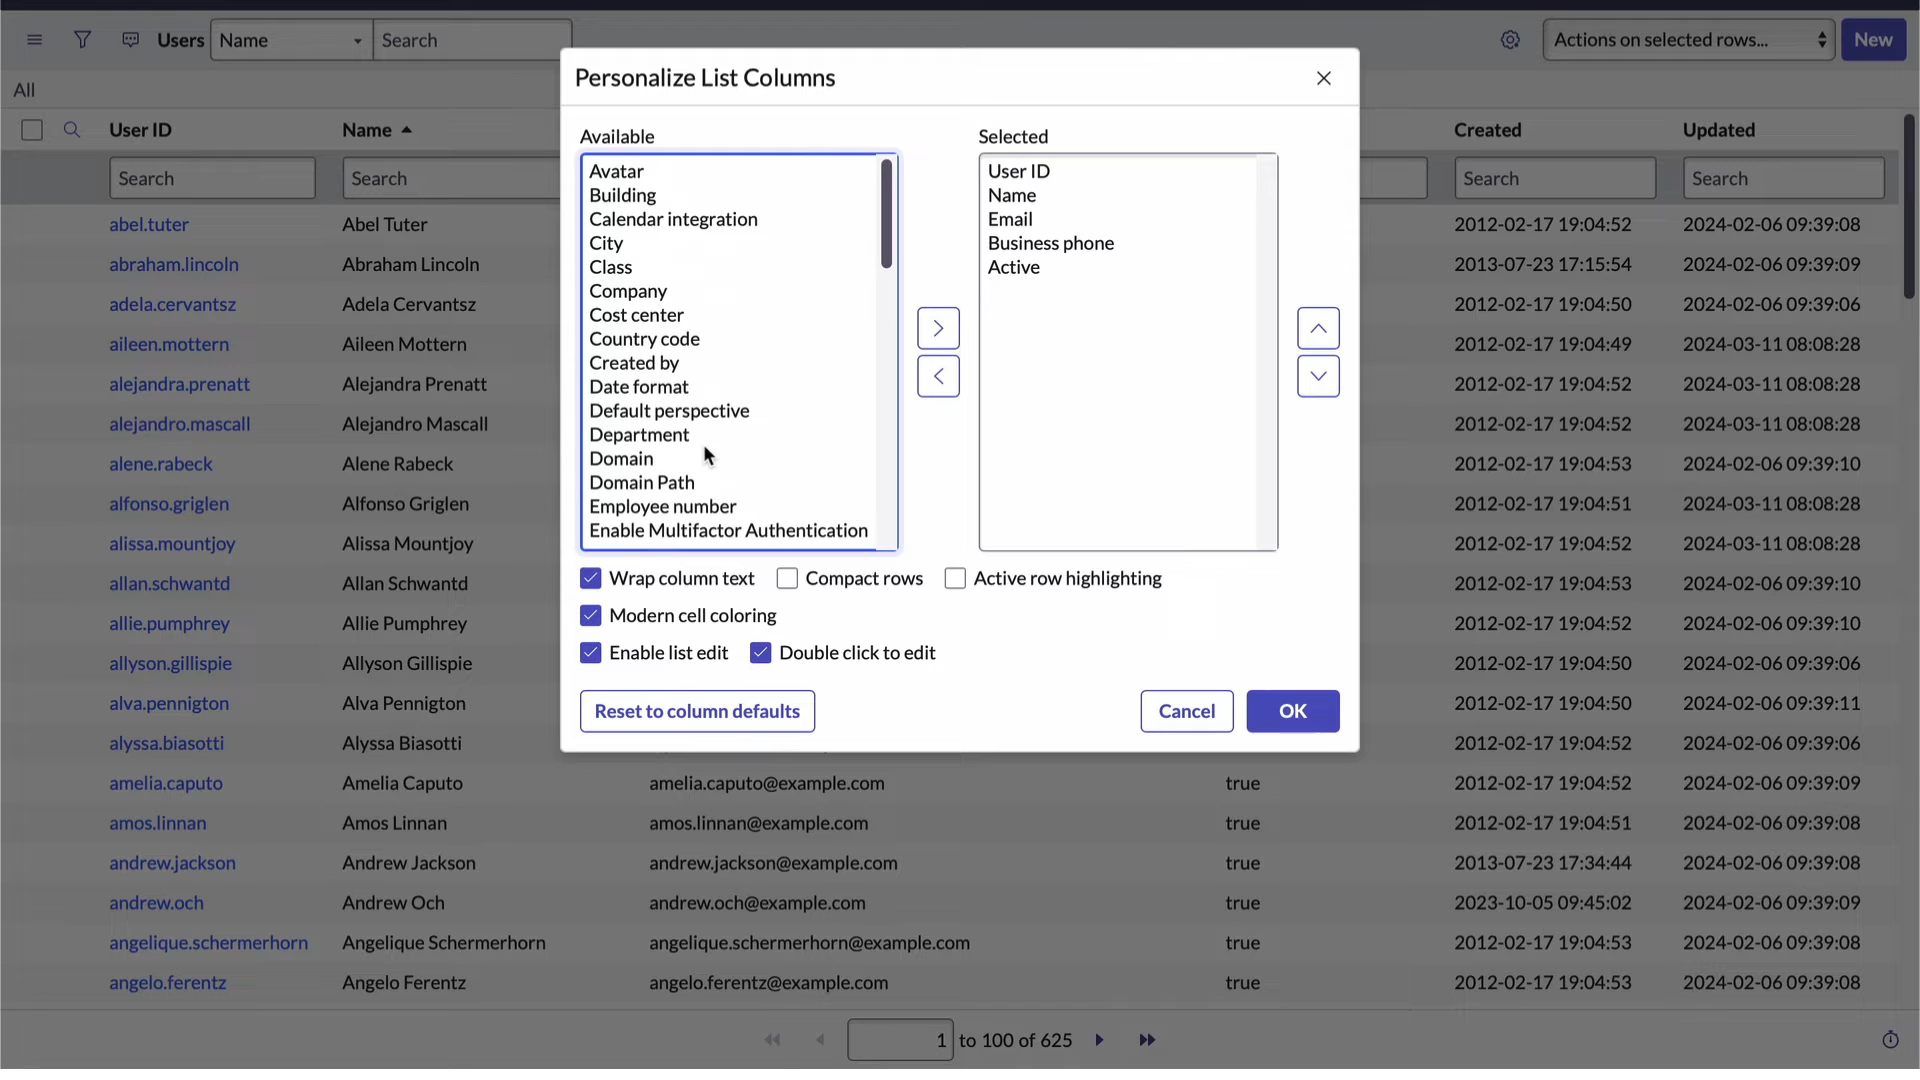 Users Name Search Actions on selected rows... New
All
Personalize List Columns
User ID Name Created Updated
Search Search Search Search
Available
Avatar
Building
Calendar integration
City
Class
Company
Cost center
Country code
Created by
Date format
Default perspective
Department
Domain
Domain Path
Employee number
Enable Multifactor Authentication
Selected
User ID
Name
Email
Business phone
Active
Wrap column text Compact rows Active row highlighting
Modern cell coloring
Enable list edit Double click to edit
Reset to column defaults Cancel OK
abel.tuter Abel Tuter 2012-02-17 19:04:52 2024-02-06 09:39:08
abraham.lincoln Abraham Lincoln 2013-07-23 17:15:54 2024-02-06 09:39:09
adela.cervantsz Adela Cervantsz 2012-02-17 19:04:50 2024-02-06 09:39:06
aileen.mottern Aileen Mottern 2012-02-17 19:04:49 2024-03-11 08:08:28
alejandra.prenatt Alejandra Prenatt 2012-02-17 19:04:52 2024-03-11 08:08:28
alejandro.mascall Alejandro Mascall 2012-02-17 19:04:52 2024-03-11 08:08:28
alene.rabeck Alene Rabeck 2012-02-17 19:04:53 2024-02-06 09:39:10
alfonso.griglen Alfonso Griglen 2012-02-17 19:04:51 2024-03-11 08:08:28
alissa.mountjoy Alissa Mountjoy 2012-02-17 19:04:52 2024-03-11 08:08:28
allan.schwantd Allan Schwantd 2012-02-17 19:04:53 2024-02-06 09:39:10
allie.pumphrey Allie Pumphrey 2012-02-17 19:04:52 2024-02-06 09:39:10
allyson.gillispie Allyson Gillispie 2012-02-17 19:04:50 2024-02-06 09:39:06
alva.pennigton Alva Pennigton 2012-02-17 19:04:50 2024-02-06 09:39:11
alyssa.biasotti Alyssa Biasotti 2012-02-17 19:04:52 2024-02-06 09:39:06
amelia.caputo Amelia Caputo amelia.caputo@example.com true 2012-02-17 19:04:52 2024-02-06 09:39:09
amos.linnan Amos Linnan amos.linnan@example.com true 2012-02-17 19:04:51 2024-02-06 09:39:08
andrew.jackson Andrew Jackson andrew.jackson@example.com true 2013-07-23 17:34:44 2024-02-06 09:39:08
andrew.och Andrew Och andrew.och@example.com true 2023-10-05 09:45:02 2024-02-06 09:39:09
angelique.schermerhorn Angelique Schermerhorn angelique.schermerhorn@example.com true 2012-02-17 19:04:53 2024-02-06 09:39:08
angelo.ferentz Angelo Ferentz angelo.ferentz@example.com true 2012-02-17 19:04:53 2024-02-06 09:39:08
1 to 100 of 625